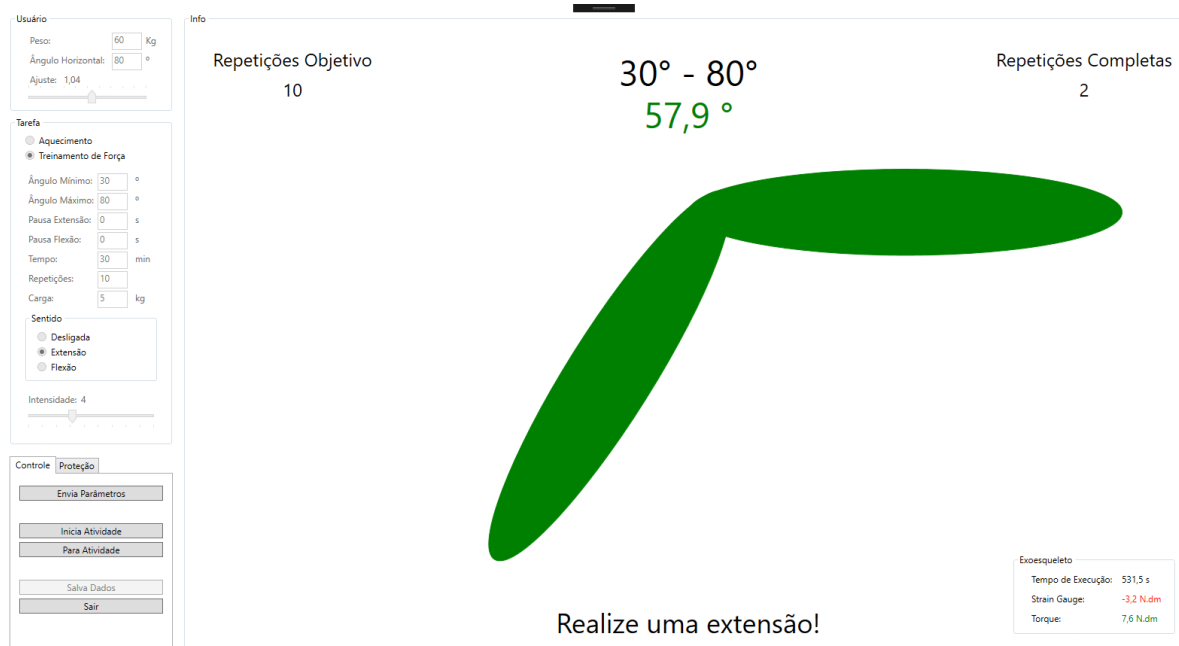 Usuário
Peso: 60 Kg
Ângulo Horizontal: 80 º
Ajuste: 1,04
Tarefa
Aquecimento
Treinamento de Força
Ângulo Mínimo: 30 º
Ângulo Máximo: 80 º
Pausa Extensão: 0 s
Pausa Flexão: 0 s
Tempo: 30 min
Repetições: 10
Carga: 5 kg
Sentido
Desligada
Extensão
Flexão
Intensidade: 4
Controle Proteção
Envia Parâmetros
Inicia Atividade
Para Atividade
Salva Dados
Sair
Info
Repetições Objetivo
10
30° - 80°
57,9 °
Repetições Completas
2
Realize uma extensão!
Exoesqueleto
Tempo de Execução: 531,5 s
Strain Gauge: -3,2 N.dm
Torque: 7,6 N.dm